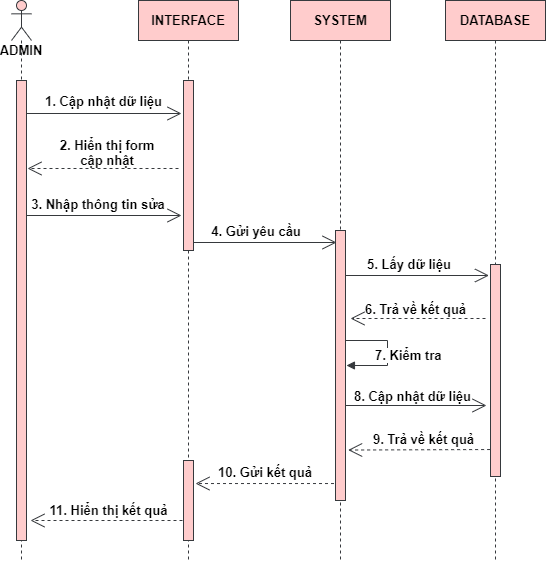 INTERFACE
SYSTEM
DATABASE
ADMIN
1. Cập nhật dữ liệu
2. Hiển thị form
cập nhật
3. Nhập thông tin sửa
4. Gửi yêu cầu
5. Lấy dữ liệu
6. Trả về kết quả
7. Kiểm tra
8. Cập nhật dữ liệu
9. Trả về kết quả
10. Gửi kết quả
11. Hiển thị kết quả